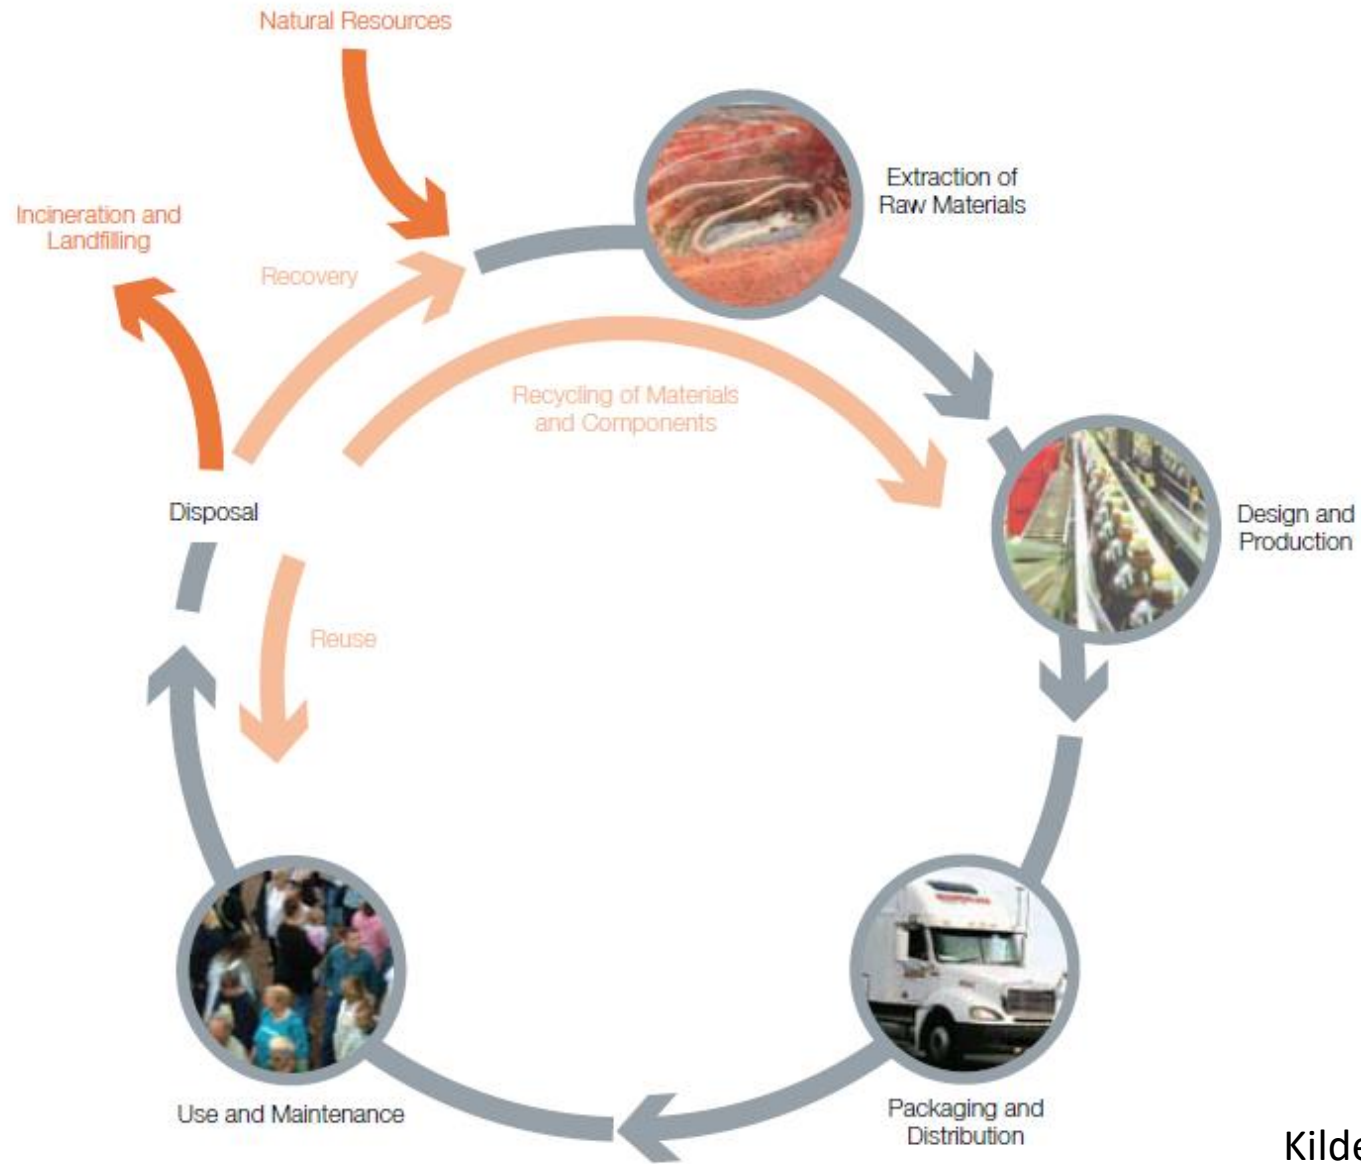 Natural Resources
Extraction of
Raw Materials
Incineration and
Landfilling
Recovery
Recycling of Materials
and Components
Disposal
Design and
Production
Reuse
Use and Maintenance
Packaging and
Distribution
Kilde